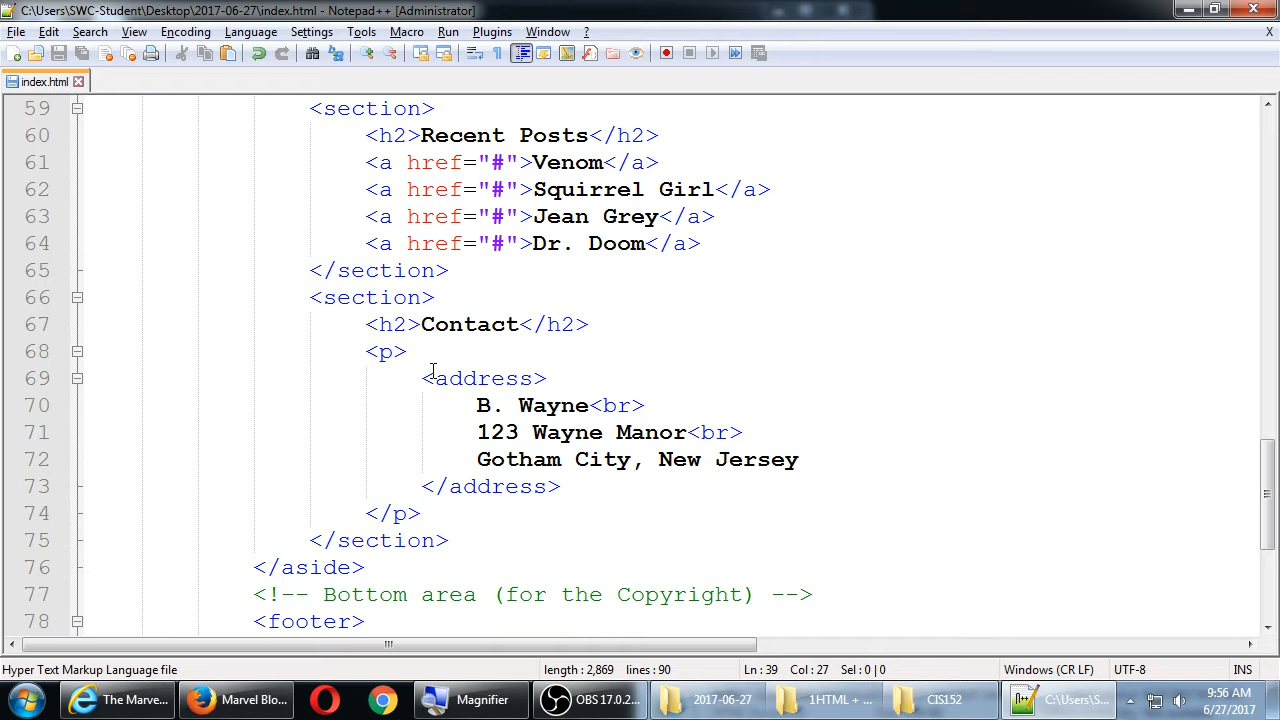 C:\Users\SWC-Student\Desktop\2017-06-27\index.html - Notepad++ [Administrator]
File Edit Search View Encoding Language Settings Tools Macro Run Plugins Window ? X
index.html
59 <section>
60 <h2>Recent Posts</h2>
61 <a href="#">Venom</a>
62 <a href="#">Squirrel Girl</a>
63 <a href="#">Jean Grey</a>
64 <a href="#">Dr. Doom</a>
65 </section>
66 <section>
67 <h2>Contact</h2>
68 <p>
69 <address>
70 B. Wayne<br>
71 123 Wayne Manor<br>
72 Gotham City, New Jersey
73 </address>
74 </p>
75 </section>
76 </aside>
77 <!-- Bottom area (for the Copyright) -->
78 <footer>
Hyper Text Markup Language file length : 2,869 lines : 90 Ln : 39 Col : 27 Sel : 0 | 0 Windows (CR LF) UTF-8 INS
The Marve... Marvel Blo... Magnifier OBS 17.0.2... 2017-06-27 1HTML + ... CIS152 C:\Users\S... 9:56 AM
6/27/2017